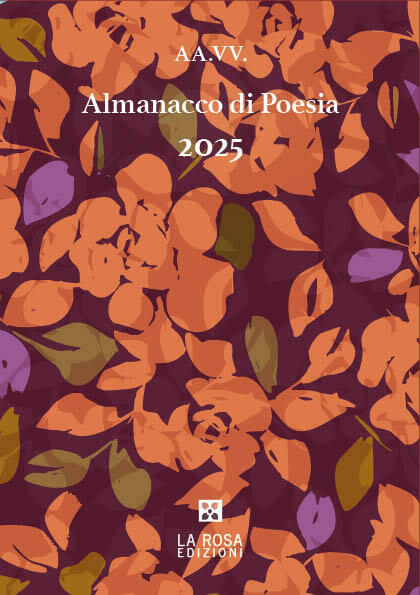 AA.VV.
Almanacco di Poesia
2025
LA ROSA
EDIZIONI